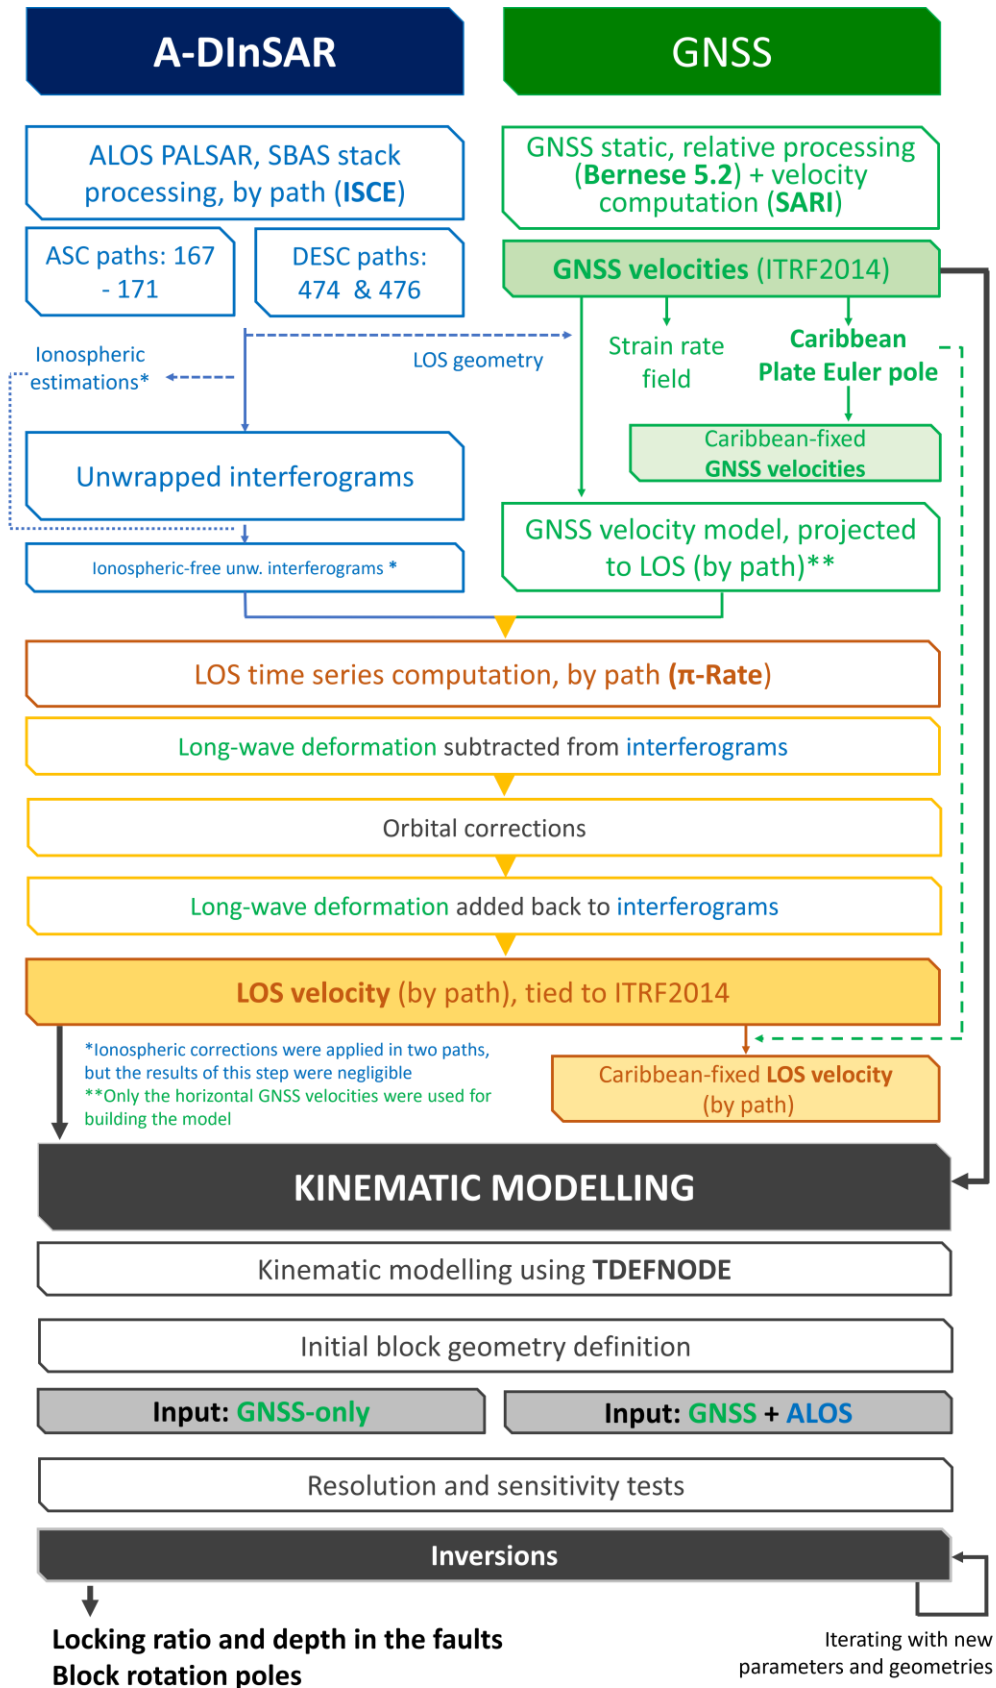 A-DInSAR
GNSS
ALOS PALSAR, SBAS stack
processing, by path (ISCE)
GNSS static, relative processing
(Bernese 5.2) + velocity
computation (SARI)
ASC paths: 167
- 171
DESC paths:
474 & 476
GNSS velocities (ITRF2014)
Ionospheric
estimations*
LOS geometry
Strain rate
field
Caribbean
Plate Euler pole
Caribbean-fixed
GNSS velocities
Unwrapped interferograms
GNSS velocity model, projected
to LOS (by path)**
Ionospheric-free unw. interferograms *
LOS time series computation, by path (π-Rate)
Long-wave deformation subtracted from interferograms
Orbital corrections
Long-wave deformation added back to interferograms
LOS velocity (by path), tied to ITRF2014
*Ionospheric corrections were applied in two paths,
but the results of this step were negligible
**Only the horizontal GNSS velocities were used for
building the model
Caribbean-fixed LOS velocity
(by path)
KINEMATIC MODELLING
Kinematic modelling using TDEFNODE
Initial block geometry definition
Input: GNSS-only
Input: GNSS + ALOS
Resolution and sensitivity tests
Inversions
Locking ratio and depth in the faults
Block rotation poles
Iterating with new
parameters and geometries